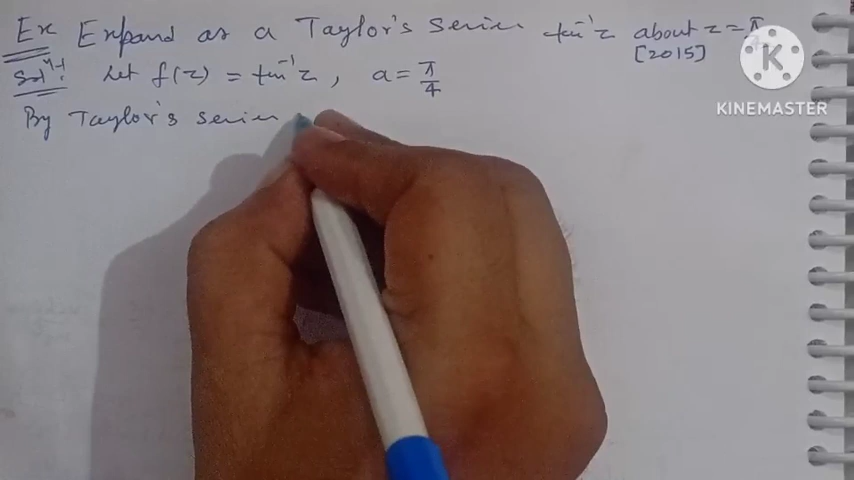 Ex Expand as a Taylor's Series tan⁻¹z about z = π/4
[2015]
Solⁿ:- Let f(z) = tan⁻¹z, a = π/4
By Taylor's series
KINEMASTER